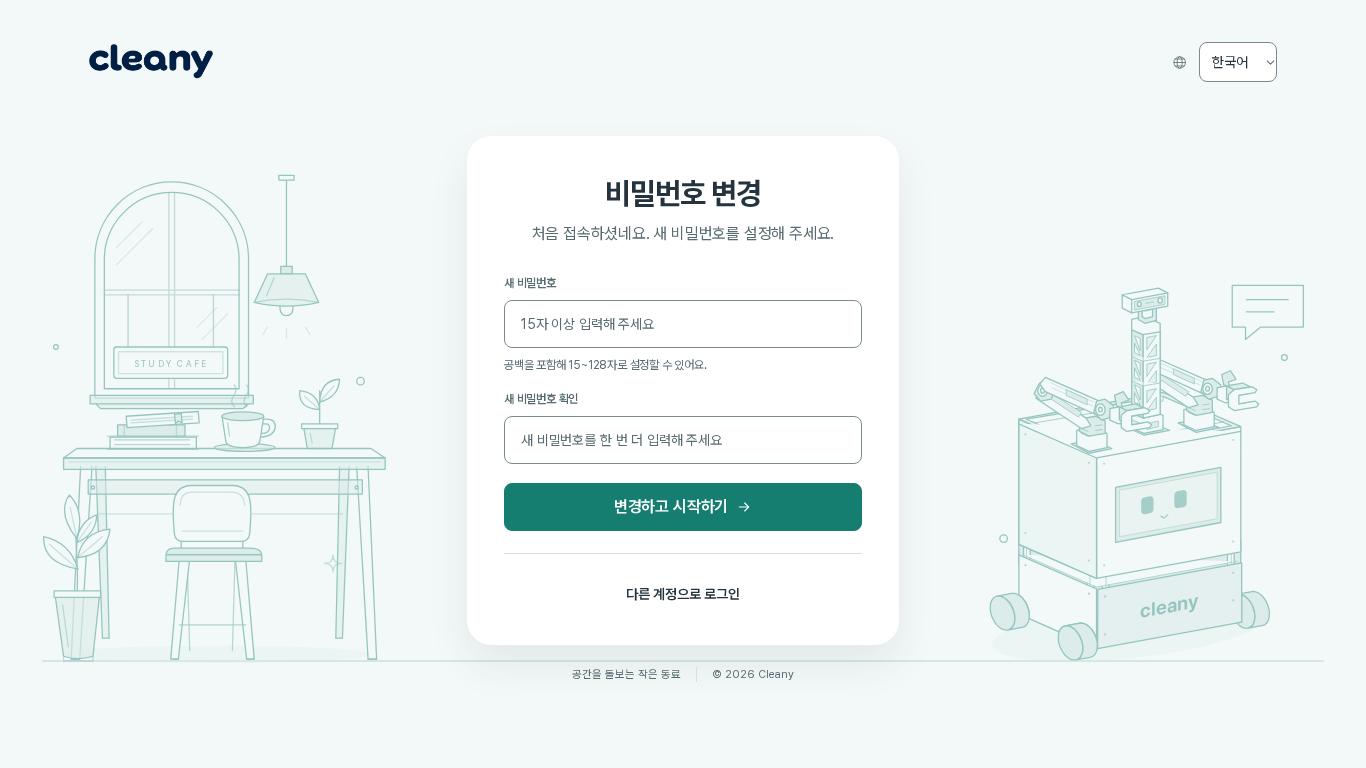 cleany
한국어
비밀번호 변경
처음 접속하셨네요. 새 비밀번호를 설정해 주세요.
새 비밀번호
15자 이상 입력해 주세요
공백을 포함해 15~128자로 설정할 수 있어요.
새 비밀번호 확인
새 비밀번호를 한 번 더 입력해 주세요
변경하고 시작하기 →
다른 계정으로 로그인
STUDY CAFE
cleany
공간을 돌보는 작은 동료
© 2026 Cleany